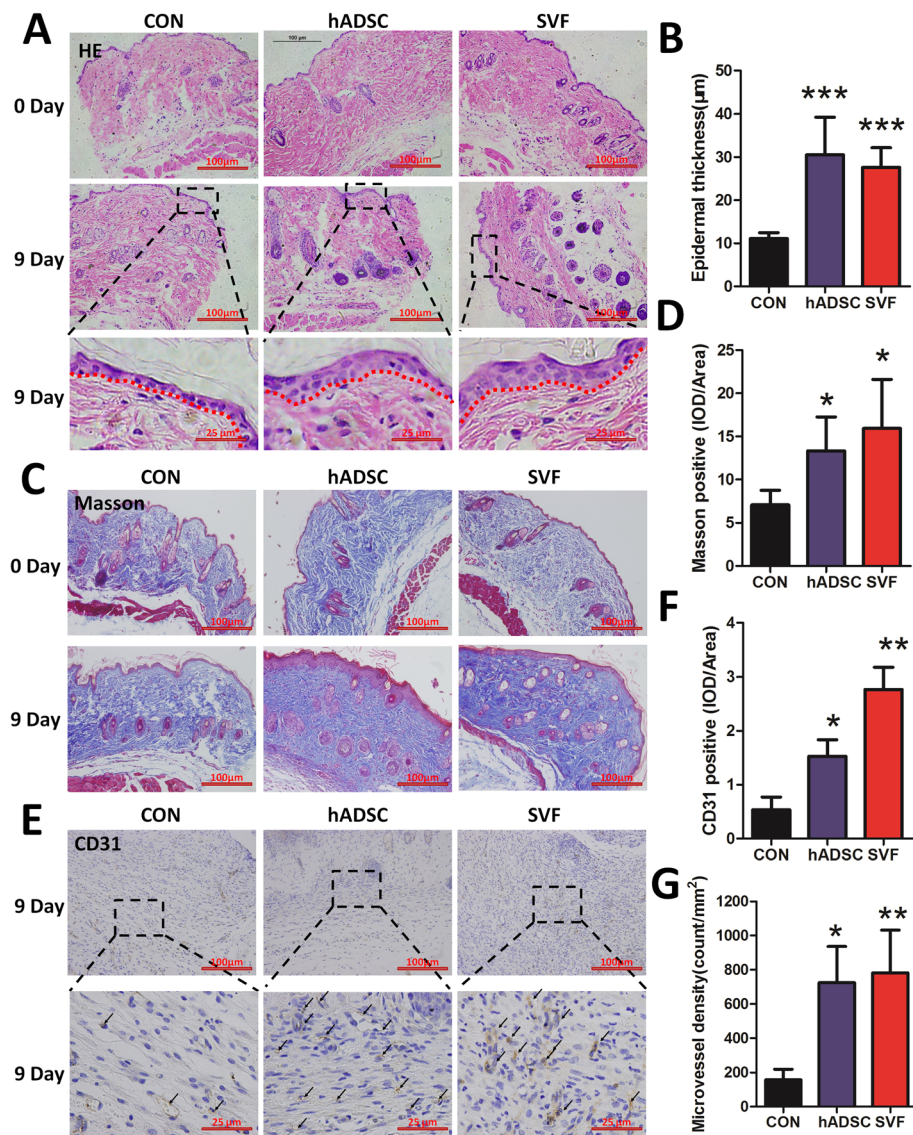 A
CON
hADSC
SVF
HE
100 µm
0 Day
100µm
100µm
100µm
9 Day
100µm
100µm
100µm
9 Day
25 µm
25 µm
25 µm
B
Epidermal thickness(µm)
50
40
30
20
10
0
***
***
CON
hADSC
SVF
C
CON
hADSC
SVF
Masson
0 Day
100µm
100µm
100µm
9 Day
100µm
100µm
100µm
D
Masson positive (IOD/Area)
25
20
15
10
5
0
*
*
CON
hADSC
SVF
E
CON
hADSC
SVF
CD31
9 Day
100µm
100µm
100µm
9 Day
25 µm
25 µm
25 µm
F
CD31 positive (IOD/Area)
4
3
2
1
0
*
**
CON
hADSC
SVF
G
Microvessel density(count/mm²)
1200
1000
800
600
400
200
0
*
**
CON
hADSC
SVF